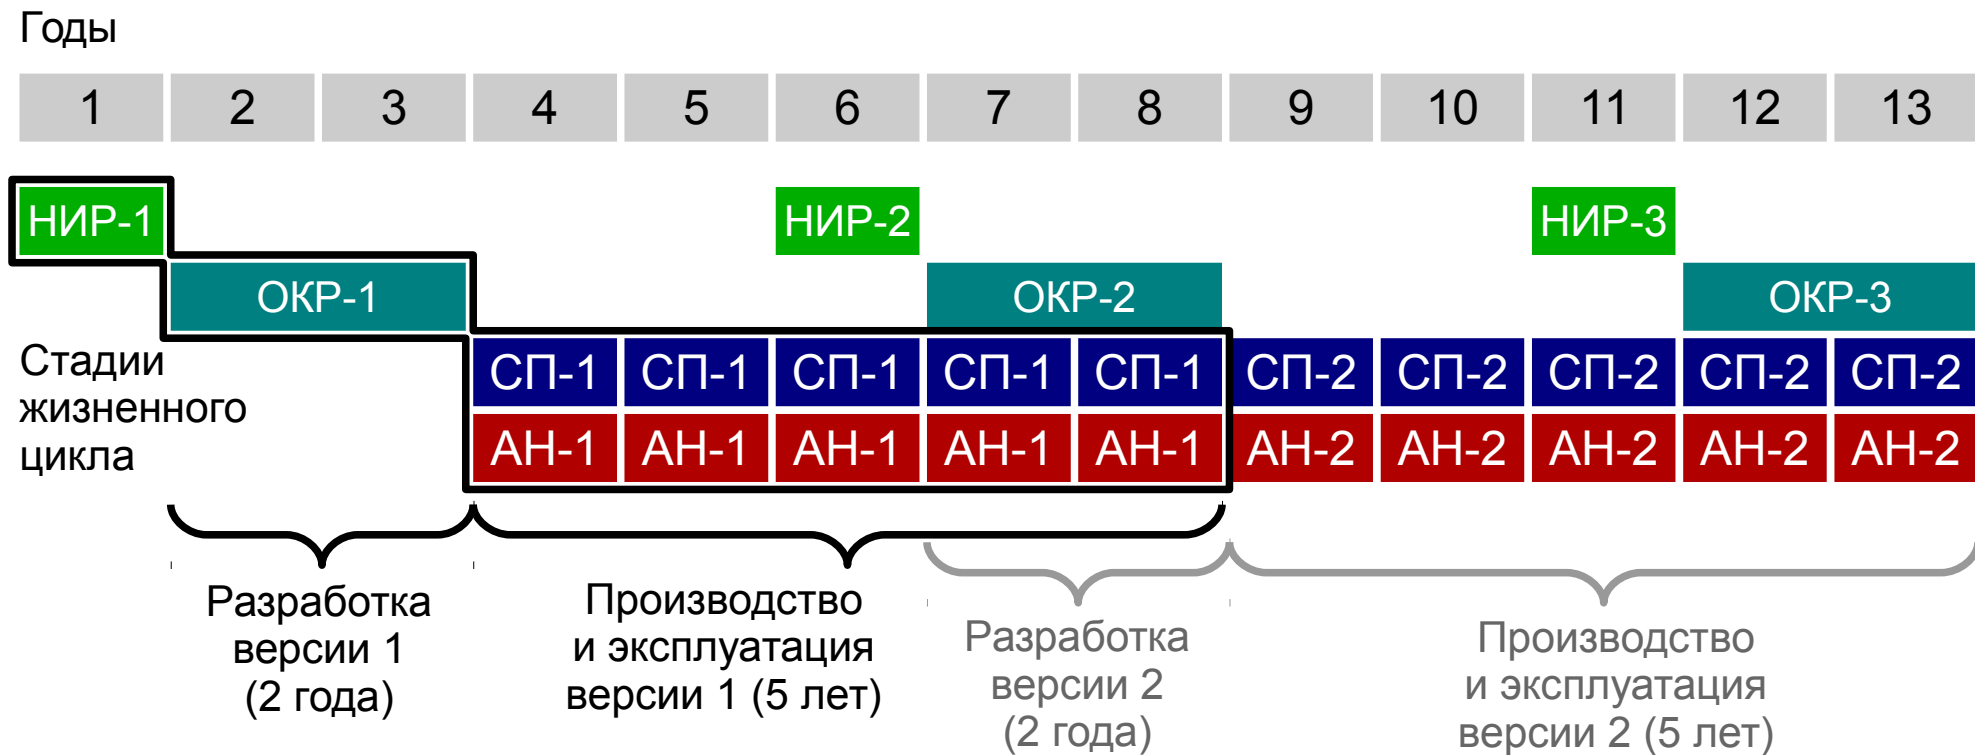 Годы
1 2 3 4 5 6 7 8 9 10 11 12 13
НИР-1 НИР-2 НИР-3
ОКР-1 ОКР-2 ОКР-3
Стадии
жизненного
цикла
СП-1 СП-1 СП-1 СП-1 СП-1 СП-2 СП-2 СП-2 СП-2 СП-2
АН-1 АН-1 АН-1 АН-1 АН-1 АН-2 АН-2 АН-2 АН-2 АН-2
Разработка
версии 1
(2 года)
Производство
и эксплуатация
версии 1 (5 лет)
Разработка
версии 2
(2 года)
Производство
и эксплуатация
версии 2 (5 лет)